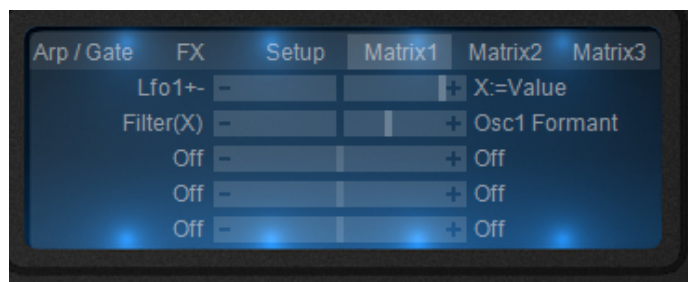 Arp / Gate FX Setup Matrix1 Matrix2 Matrix3
Lfo1+- - + X:=Value
Filter(X) - + Osc1 Formant
Off - + Off
Off - + Off
Off - + Off